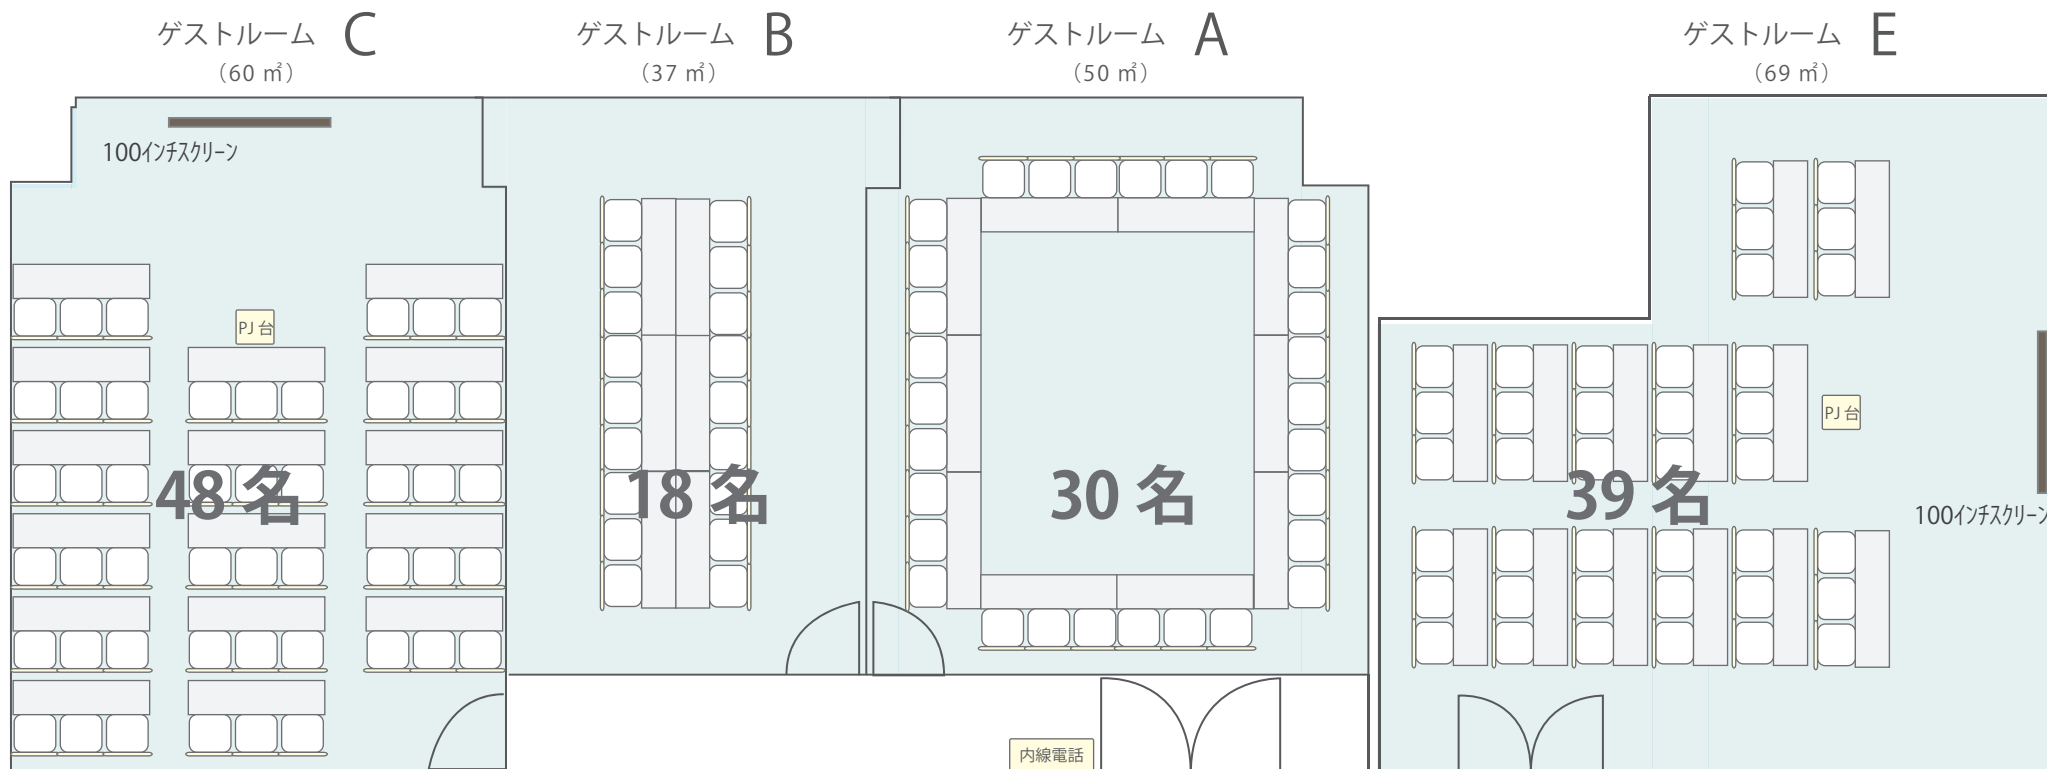 ゲストルーム C
（60 ㎡）
ゲストルーム B
（37 ㎡）
ゲストルーム A
（50 ㎡）
ゲストルーム E
（69 ㎡）
100インチスクリーン
PJ 台
48 名
18 名
30 名
39 名
PJ 台
100インチスクリーン
内線電話